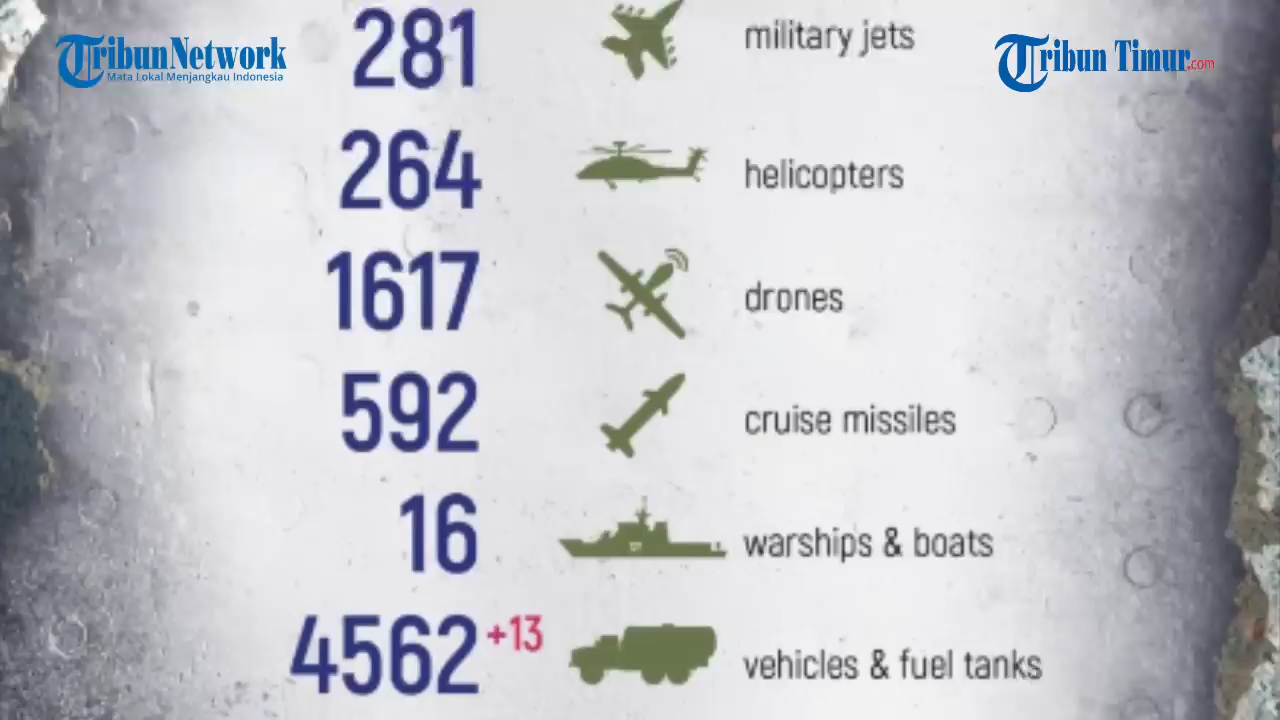 TribunNetwork
Mata Lokal Menjangkau Indonesia
Tribun Timur.com
281 military jets
264 helicopters
1617 drones
592 cruise missiles
16 warships & boats
4562 +13 vehicles & fuel tanks